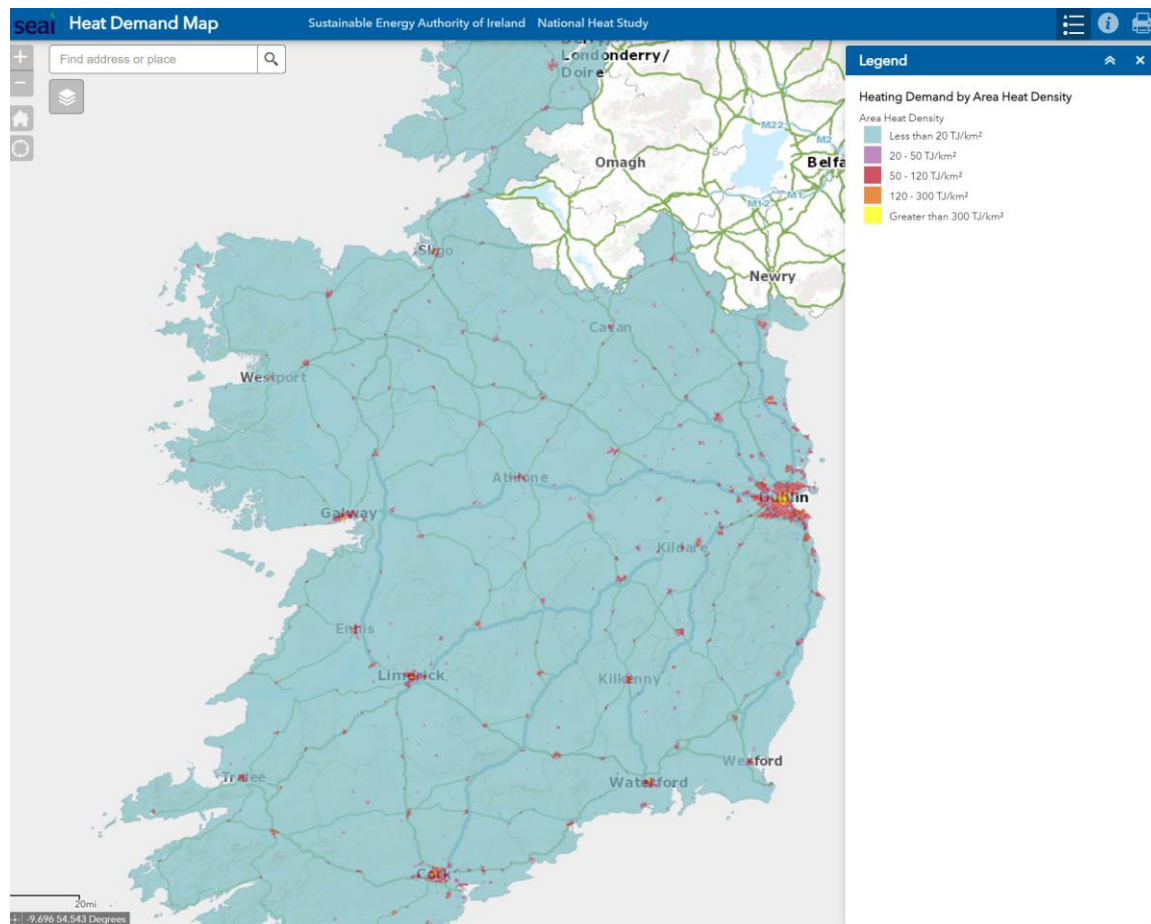 seai Heat Demand Map Sustainable Energy Authority of Ireland National Heat Study
Find address or place
Legend
Heating Demand by Area Heat Density
Area Heat Density
Less than 20 TJ/km²
20 - 50 TJ/km²
50 - 120 TJ/km²
120 - 300 TJ/km²
Greater than 300 TJ/km²
Londonderry /
Doire
M22
M2
Omagh
Belfa
M1
M12
Sligo
Newry
Cavan
Westport
Athlone
Dublin
Galway
Kildare
Ennis
Limerick
Kilkenny
Wexford
Tralee
Waterford
Cork
20mi
-9.696 54.543 Degrees